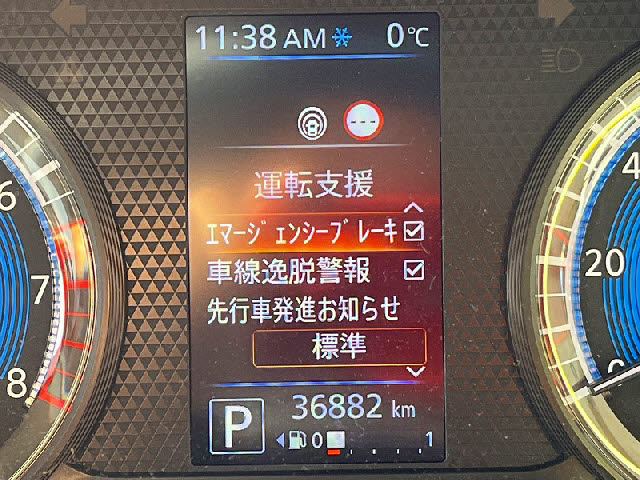 11:38 AM 0℃
運転支援
エマージェンシーブレーキ
車線逸脱警報
先行車発進お知らせ
標準
P 36882 km
0 1
6
7
8
4
20
0